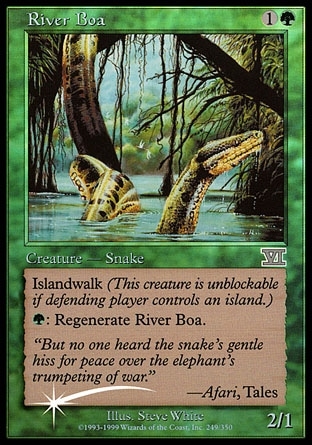 River Boa 1
Creature — Snake VI
Islandwalk (This creature is unblockable
if defending player controls an island.)
: Regenerate River Boa.
“But no one heard the snake’s gentle
hiss for peace over the elephant’s
trumpeting of war.”
—Afari, Tales
2/1
Illus. Steve White
©1993-1999 Wizards of the Coast, Inc. 249/350